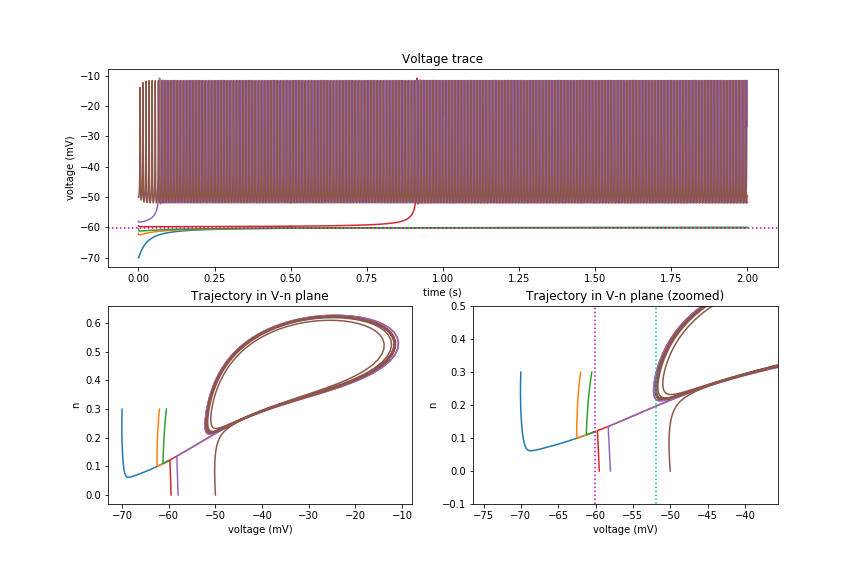 Voltage trace
voltage (mV)
−10
−20
−30
−40
−50
−60
−70
0.00 0.25 0.50 0.75 1.00 1.25 1.50 1.75 2.00
time (s)
Trajectory in V-n plane
n
0.6
0.5
0.4
0.3
0.2
0.1
0.0
−70 −60 −50 −40 −30 −20 −10
voltage (mV)
Trajectory in V-n plane (zoomed)
n
0.5
0.4
0.3
0.2
0.1
0.0
−0.1
−75 −70 −65 −60 −55 −50 −45 −40
voltage (mV)